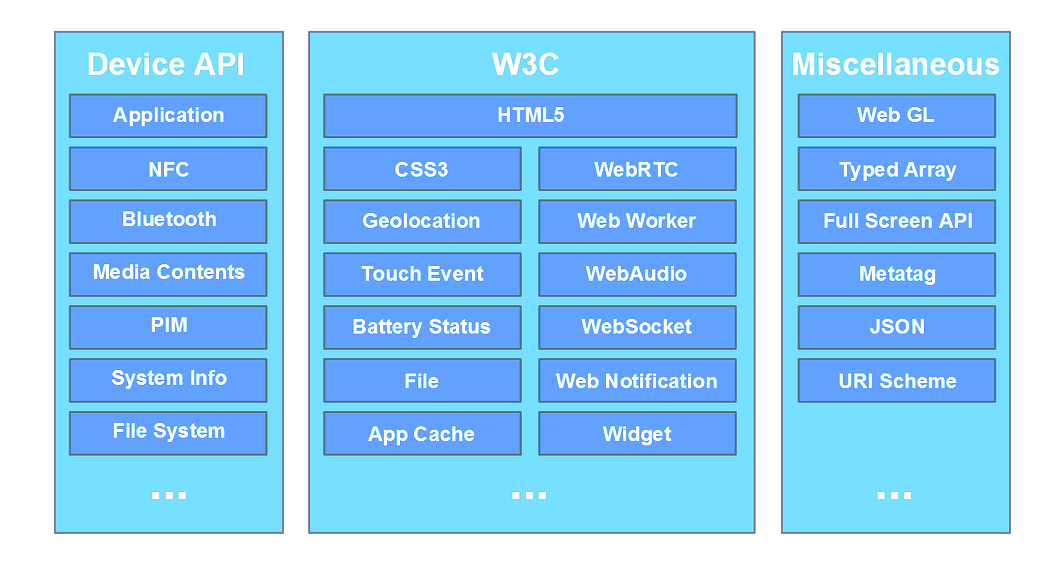 Device API
Application
NFC
Bluetooth
Media Contents
PIM
System Info
File System
...
W3C
HTML5
CSS3
WebRTC
Geolocation
Web Worker
Touch Event
WebAudio
Battery Status
WebSocket
File
Web Notification
App Cache
Widget
...
Miscellaneous
Web GL
Typed Array
Full Screen API
Metatag
JSON
URI Scheme
...